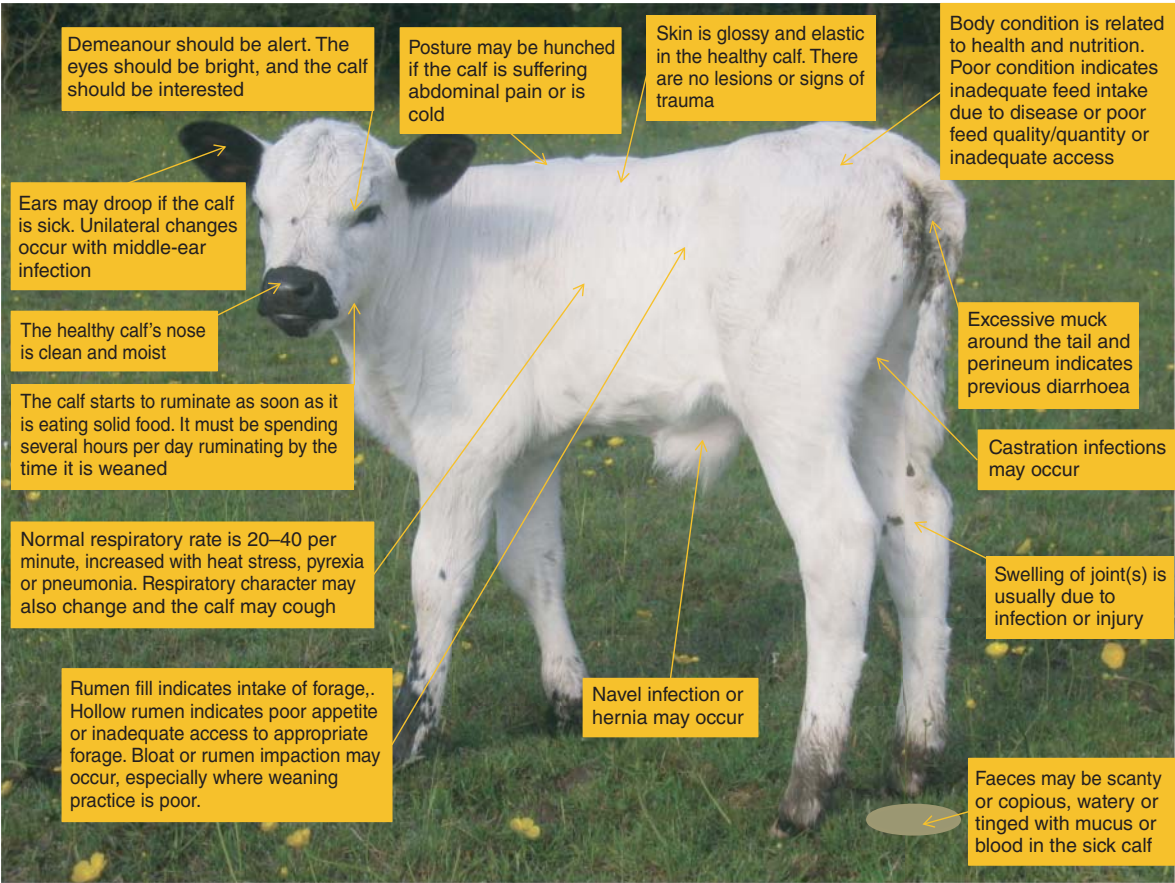 Demeanour should be alert. The
eyes should be bright, and the calf
should be interested
Posture may be hunched
if the calf is suffering
abdominal pain or is
cold
Skin is glossy and elastic
in the healthy calf. There
are no lesions or signs of
trauma
Body condition is related
to health and nutrition.
Poor condition indicates
inadequate feed intake
due to disease or poor
feed quality/quantity or
inadequate access
Ears may droop if the calf
is sick. Unilateral changes
occur with middle-ear
infection
The healthy calf's nose
is clean and moist
Excessive muck
around the tail and
perineum indicates
previous diarrhoea
The calf starts to ruminate as soon as it
is eating solid food. It must be spending
several hours per day ruminating by the
time it is weaned
Castration infections
may occur
Normal respiratory rate is 20–40 per
minute, increased with heat stress, pyrexia
or pneumonia. Respiratory character may
also change and the calf may cough
Swelling of joint(s) is
usually due to
infection or injury
Rumen fill indicates intake of forage,.
Hollow rumen indicates poor appetite
or inadequate access to appropriate
forage. Bloat or rumen impaction may
occur, especially where weaning
practice is poor.
Navel infection or
hernia may occur
Faeces may be scanty
or copious, watery or
tinged with mucus or
blood in the sick calf